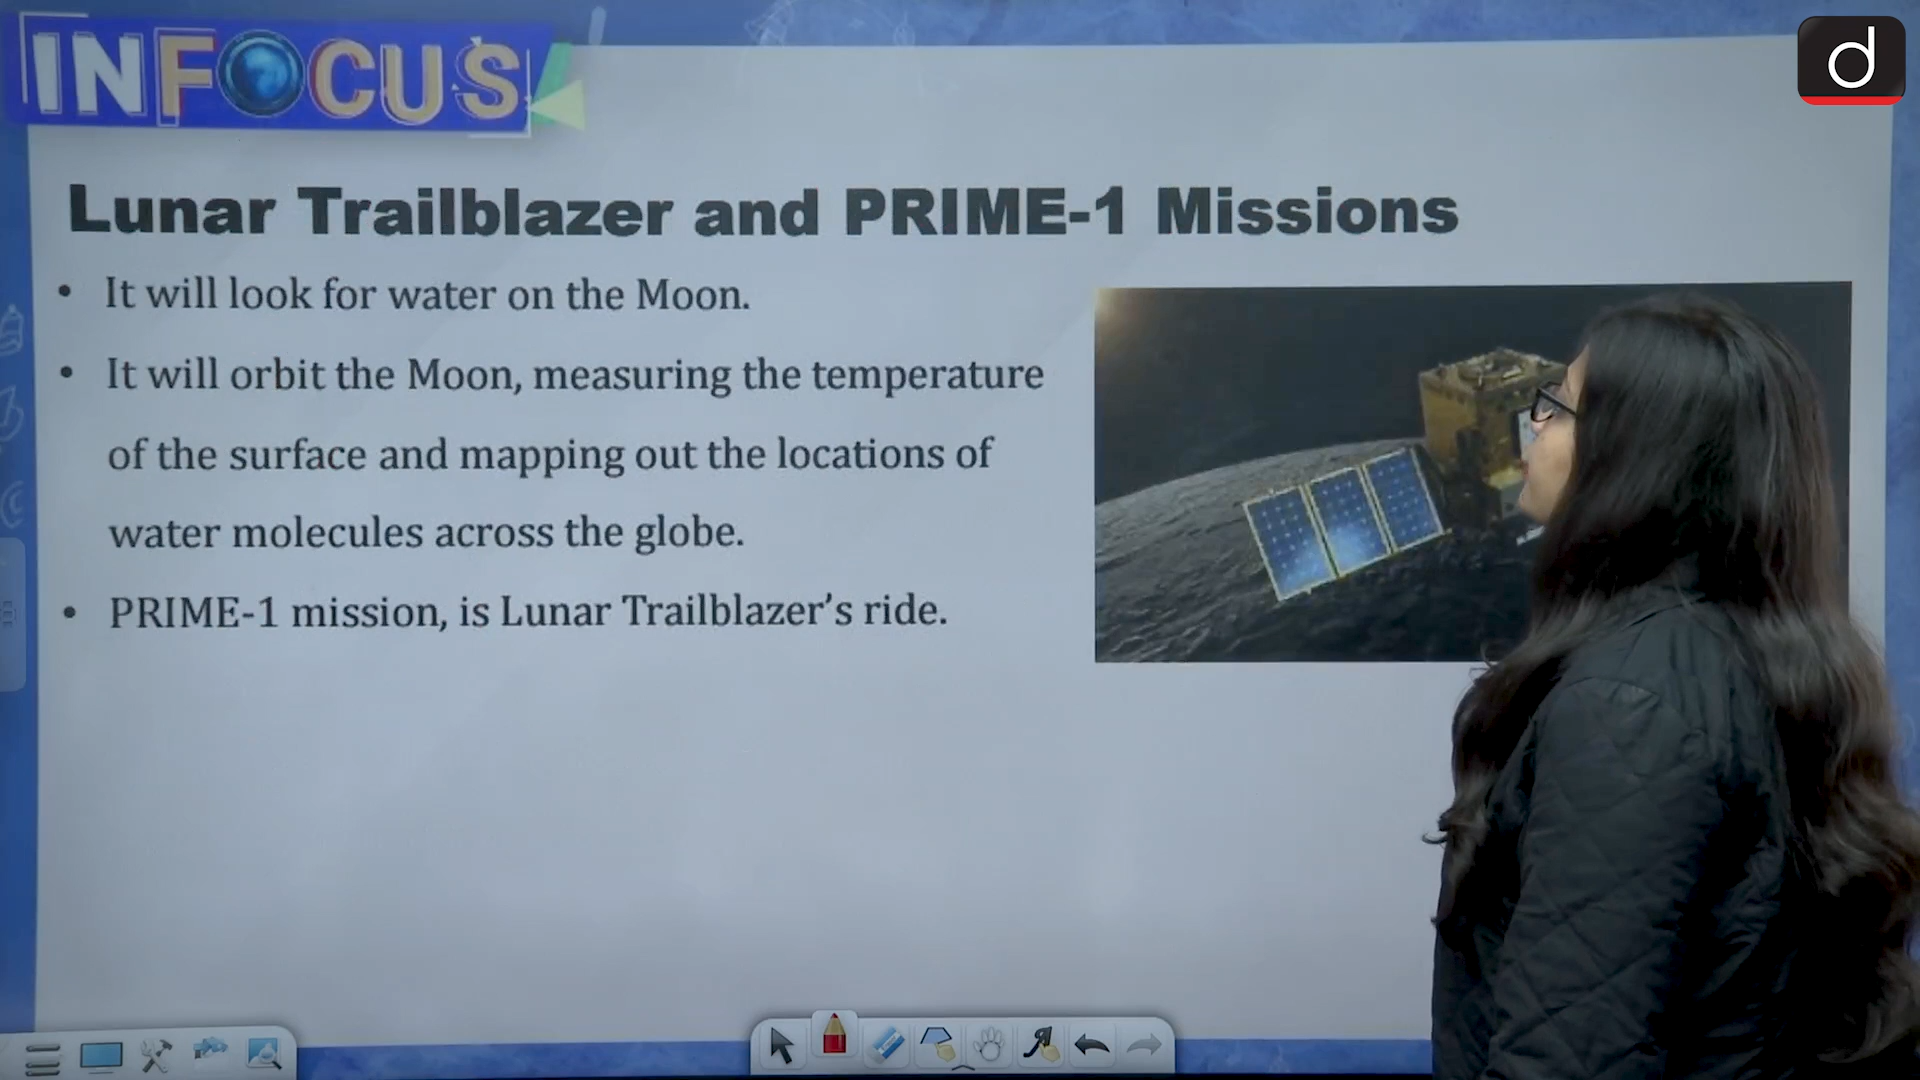 INFOCUS
d
Lunar Trailblazer and PRIME-1 Missions
• It will look for water on the Moon.
• It will orbit the Moon, measuring the temperature
of the surface and mapping out the locations of
water molecules across the globe.
• PRIME-1 mission, is Lunar Trailblazer’s ride.